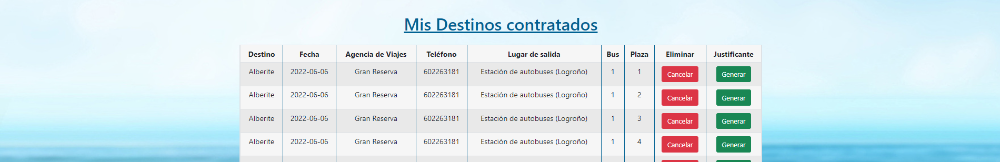 Mis Destinos contratados
Destino Fecha Agencia de Viajes Teléfono Lugar de salida Bus Plaza Eliminar Justificante
Alberite 2022-06-06 Gran Reserva 602263181 Estación de autobuses (Logroño) 1 1 Cancelar Generar
Alberite 2022-06-06 Gran Reserva 602263181 Estación de autobuses (Logroño) 1 2 Cancelar Generar
Alberite 2022-06-06 Gran Reserva 602263181 Estación de autobuses (Logroño) 1 3 Cancelar Generar
Alberite 2022-06-06 Gran Reserva 602263181 Estación de autobuses (Logroño) 1 4 Cancelar Generar